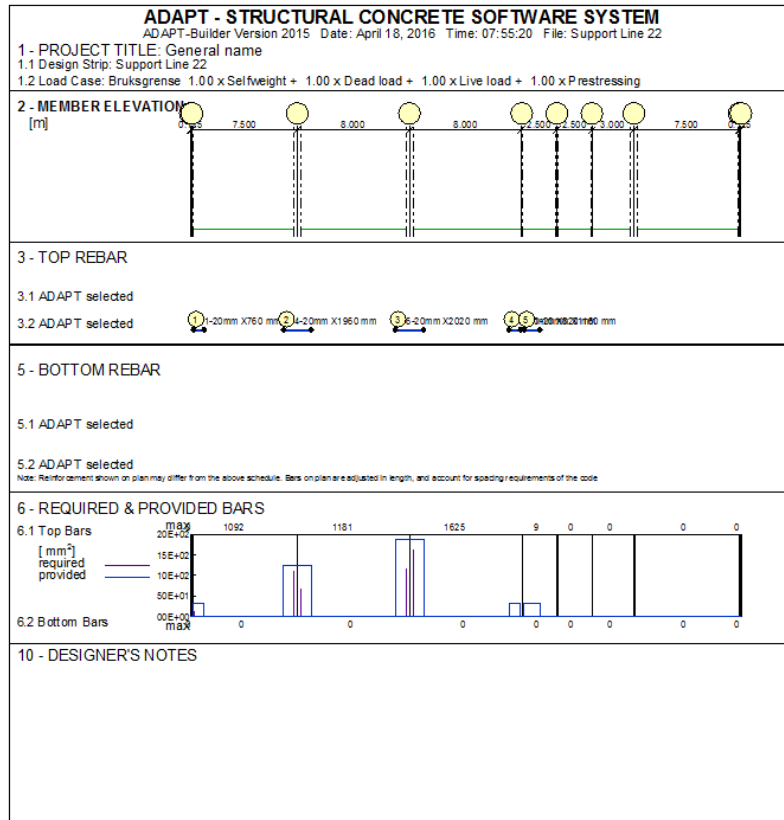 ADAPT - STRUCTURAL CONCRETE SOFTWARE SYSTEM
ADAPT-Builder Version 2015 Date: April 18, 2016 Time: 07:55:20 File: Support Line 22
1 - PROJECT TITLE: General name
1.1 Design Strip: Support Line 22
1.2 Load Case: Bruksgrense 1.00 x Selfweight + 1.00 x Dead load + 1.00 x Live load + 1.00 x Prestressing
2 - MEMBER ELEVATION
[m] 7.500 8.000 8.000 2.500 2.500 3.000 7.500
3 - TOP REBAR
3.1 ADAPT selected
3.2 ADAPT selected 1 1-20mm X760 mm 2 4-20mm X1960 mm 3 6-20mm X2020 mm 4 5
5 - BOTTOM REBAR
5.1 ADAPT selected
5.2 ADAPT selected
Note: Reinforcement shown on plan may differ from the above schedule. Bars on plan are adjusted in length, and account for spacing requirements of the code
6 - REQUIRED & PROVIDED BARS
6.1 Top Bars max 1092 1181 1625 9 0 0 0 0
20E+02
[ mm²] 15E+02
required 10E+02
provided 50E+01
00E+00
6.2 Bottom Bars max 0 0 0 0 0 0 0 0
10 - DESIGNER'S NOTES